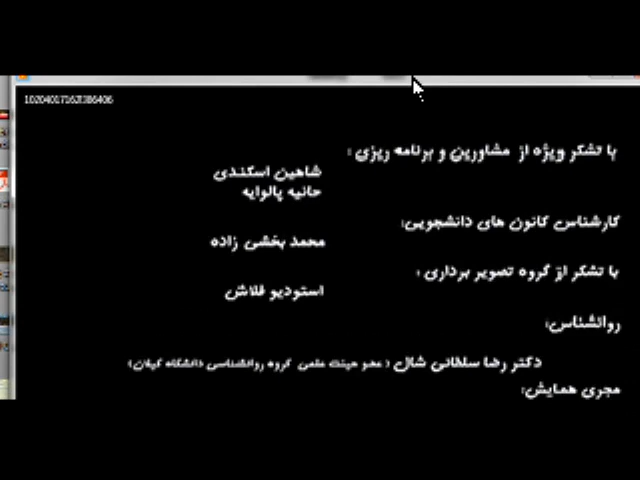 با تشکر ویژه از مشاورین و برنامه ریزی :
شاهین اسکندی
حانیه پالوایه
کارشناس کانون های دانشجویی:
محمد بخشی زاده
با تشکر از گروه تصویر برداری :
استودیو فلاش
روانشناس:
دکتر رضا سلطانی شال ( عضو هیئت علمی گروه روانشناسی دانشگاه گیلان)
مجری همایش: